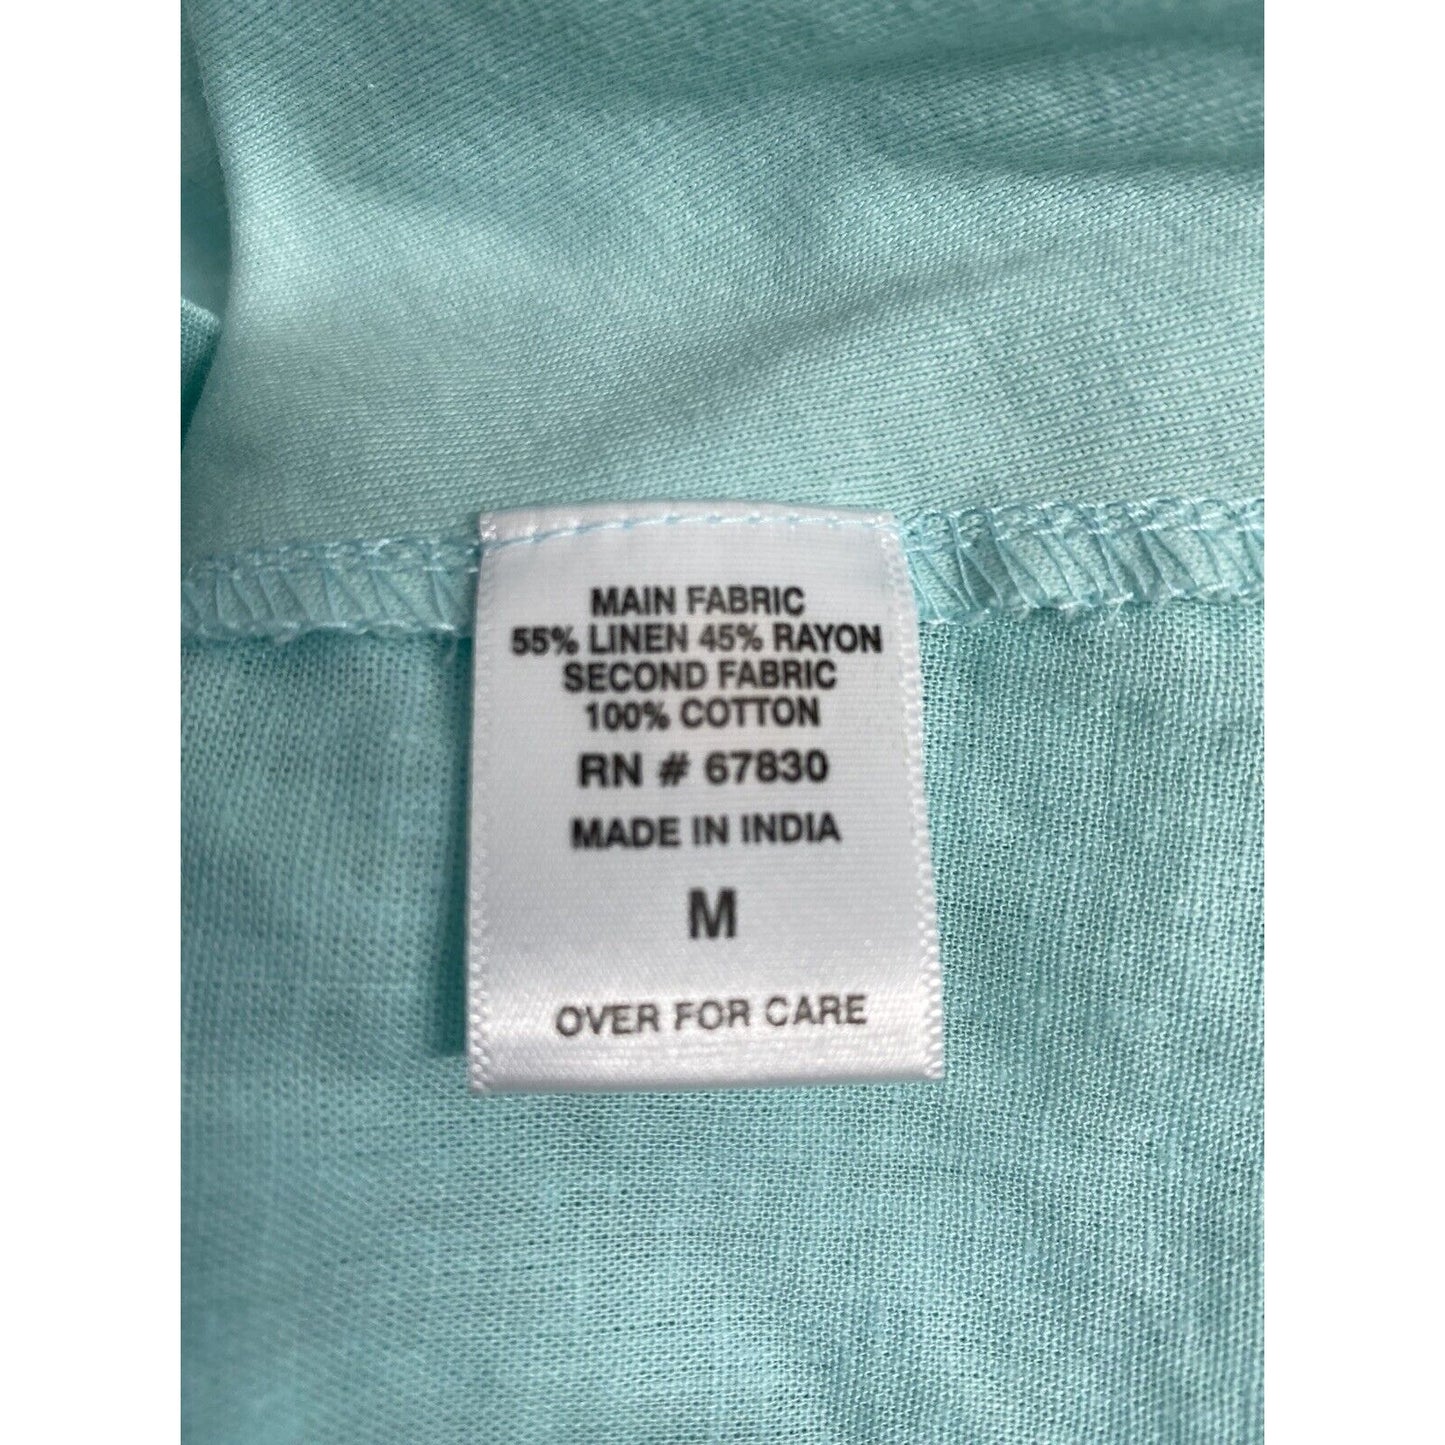 MAIN FABRIC
55% LINEN 45% RAYON
SECOND FABRIC
100% COTTON
RN # 67830
MADE IN INDIA
M
OVER FOR CARE